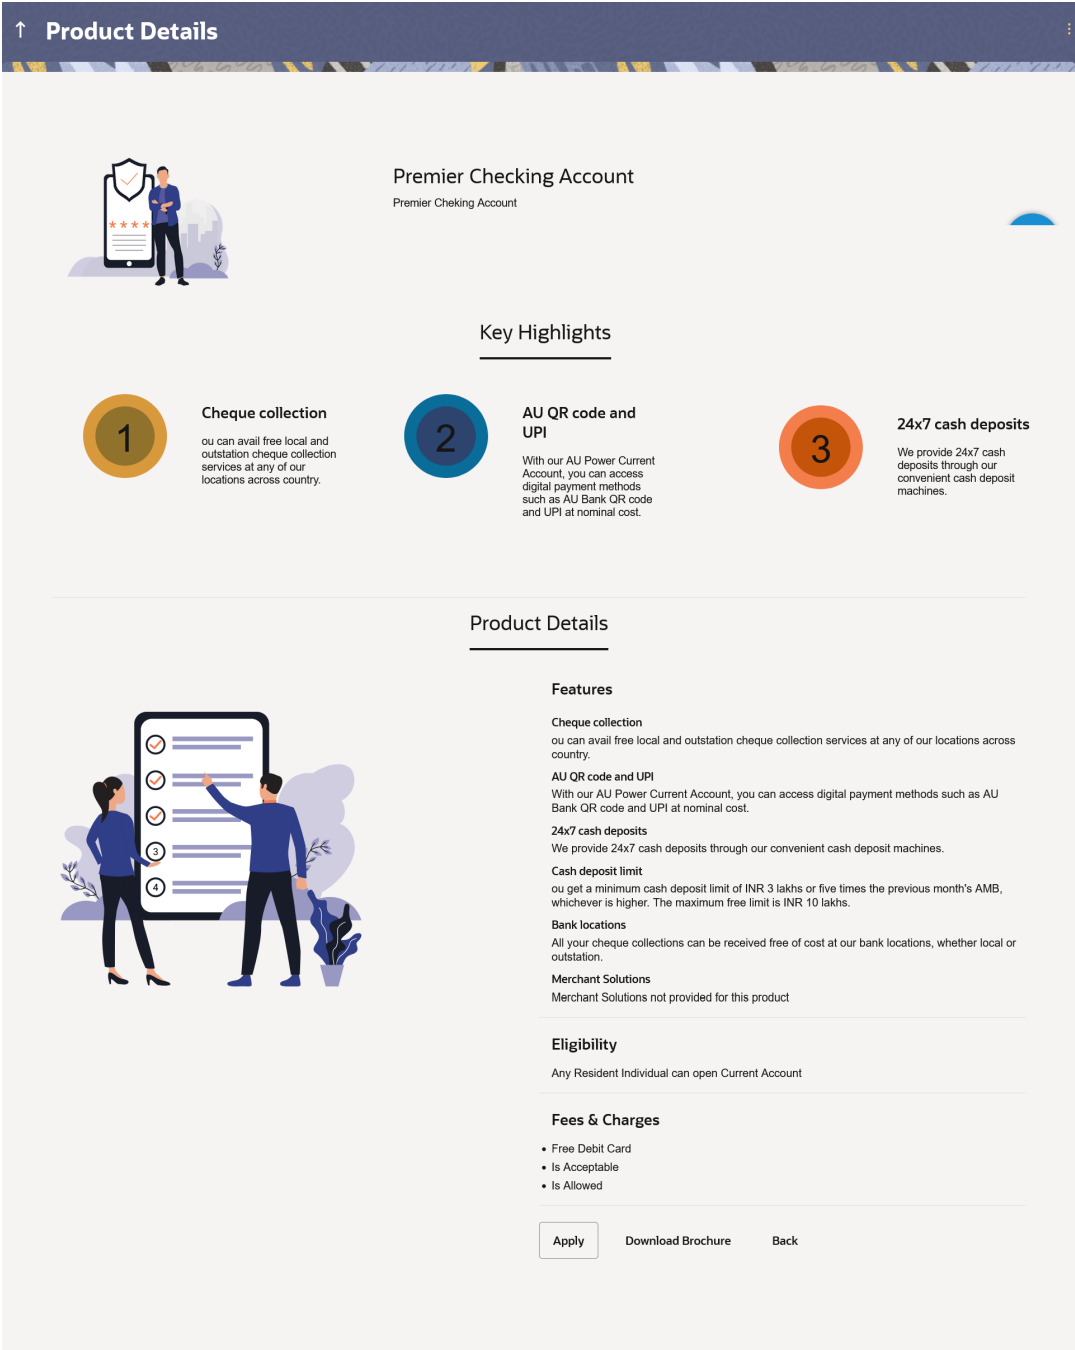 Product Details
Premier Checking Account
Premier Cheking Account
****
Key Highlights
1
Cheque collection
ou can avail free local and
outstation cheque collection
services at any of our
locations across country.
2
AU QR code and
UPI
With our AU Power Current
Account, you can access
digital payment methods
such as AU Bank QR code
and UPI at nominal cost.
3
24x7 cash deposits
We provide 24x7 cash
deposits through our
convenient cash deposit
machines.
Product Details
3
4
Features
Cheque collection
ou can avail free local and outstation cheque collection services at any of our locations across
country.
AU QR code and UPI
With our AU Power Current Account, you can access digital payment methods such as AU
Bank QR code and UPI at nominal cost.
24x7 cash deposits
We provide 24x7 cash deposits through our convenient cash deposit machines.
Cash deposit limit
ou get a minimum cash deposit limit of INR 3 lakhs or five times the previous month's AMB,
whichever is higher. The maximum free limit is INR 10 lakhs.
Bank locations
All your cheque collections can be received free of cost at our bank locations, whether local or
outstation.
Merchant Solutions
Merchant Solutions not provided for this product
Eligibility
Any Resident Individual can open Current Account
Fees & Charges
• Free Debit Card
• Is Acceptable
• Is Allowed
Apply Download Brochure Back